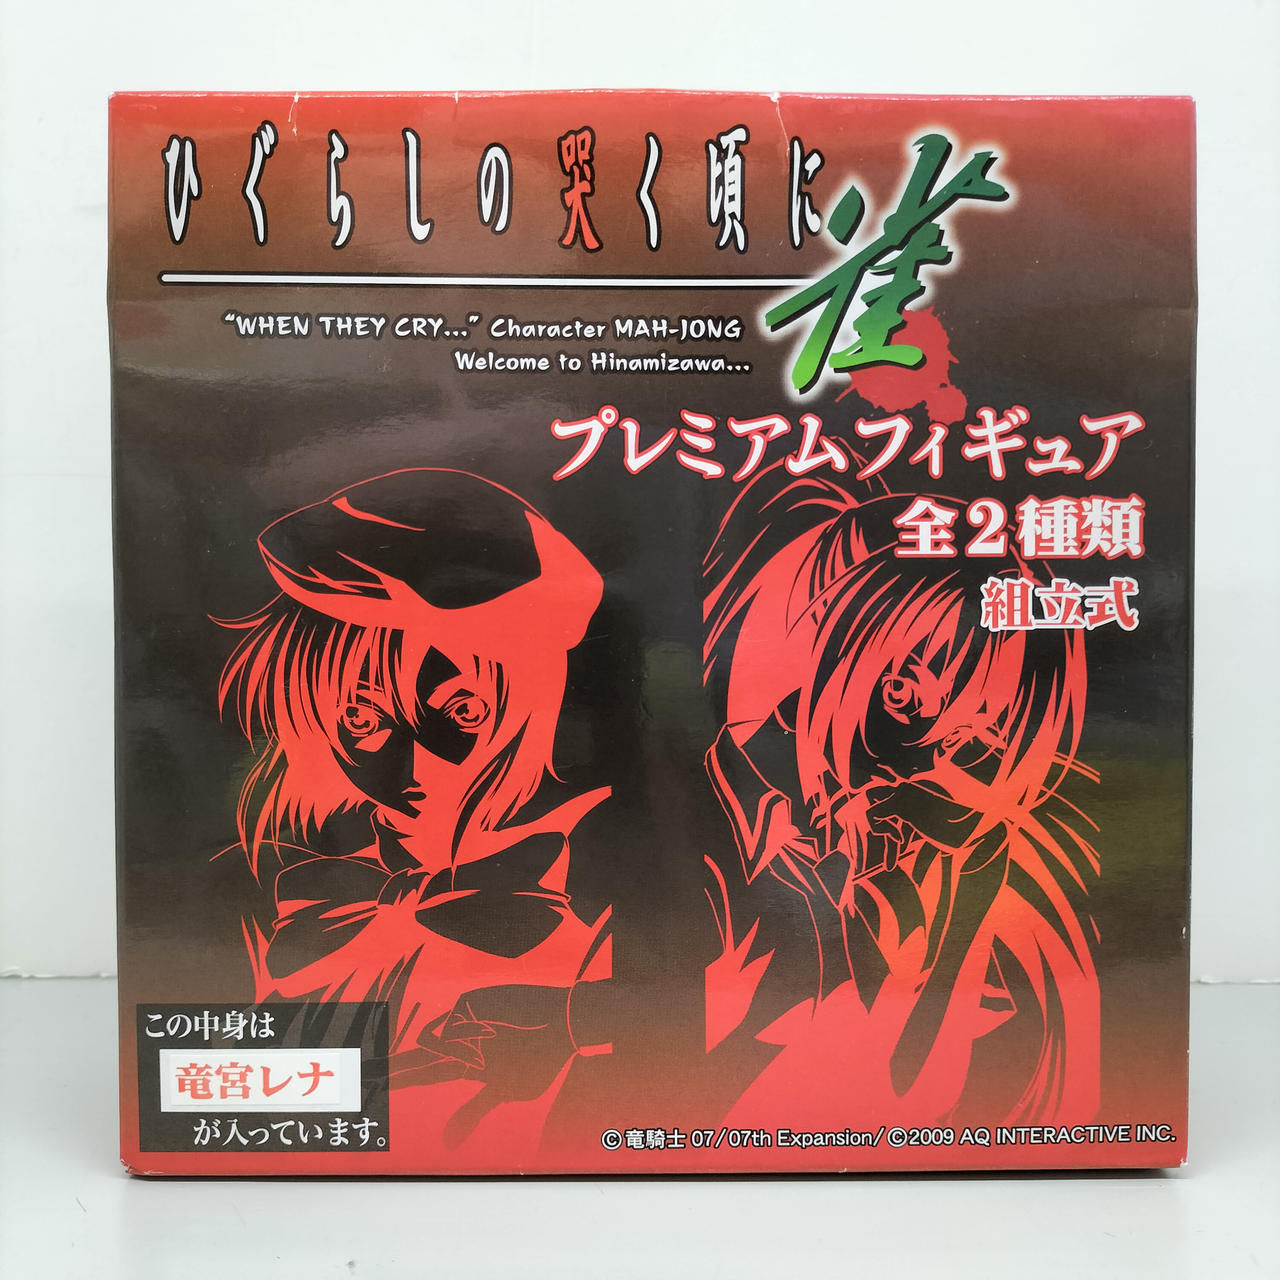 ひぐらしの哭く頃に雀
“WHEN THEY CRY...” Character MAH-JONG
Welcome to Hinamizawa...
プレミアムフィギュア
全2種類
組立式
この中身は
竜宮レナ
が入っています。
©竜騎士 07/07th Expansion/©2009 AQ INTERACTIVE INC.